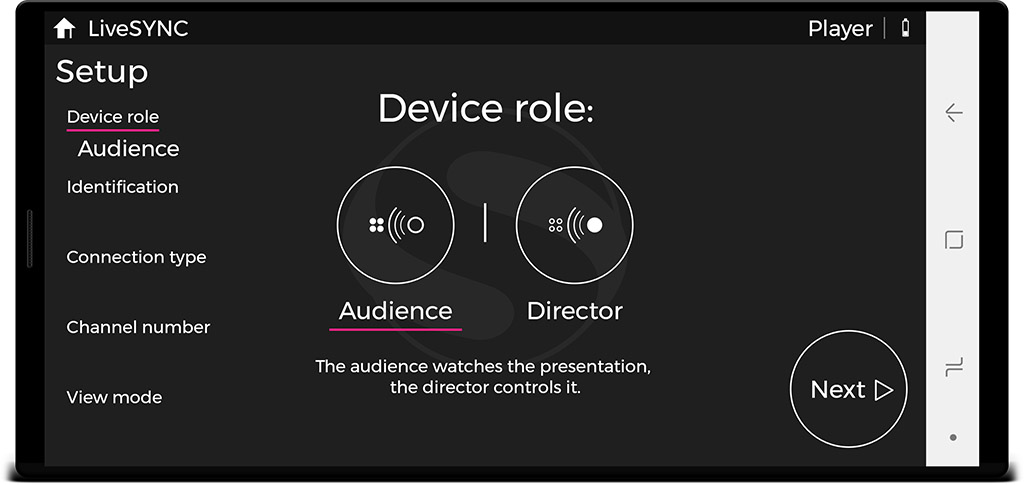 LiveSYNC
Player
Setup
Device role
Audience
Identification
Connection type
Channel number
View mode
Device role:
Audience
Director
The audience watches the presentation,
the director controls it.
Next